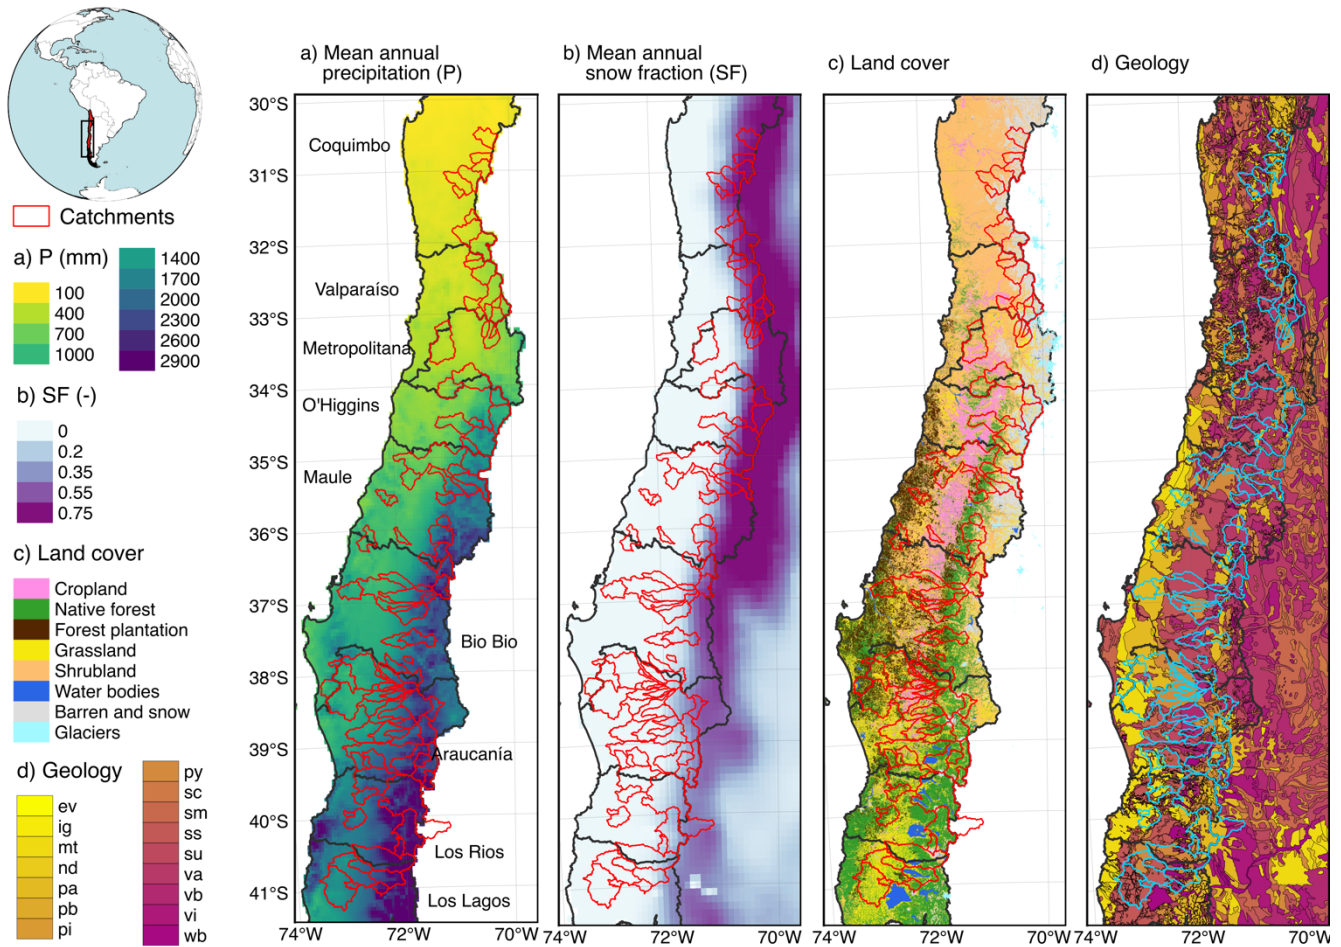 a) Mean annual
precipitation (P)
b) Mean annual
snow fraction (SF)
c) Land cover
d) Geology
Catchments
a) P (mm)
100
400
700
1000
1400
1700
2000
2300
2600
2900
b) SF (-)
0
0.2
0.35
0.55
0.75
c) Land cover
Cropland
Native forest
Forest plantation
Grassland
Shrubland
Water bodies
Barren and snow
Glaciers
d) Geology
ev
ig
mt
nd
pa
pb
pi
py
sc
sm
ss
su
va
vb
vi
wb
30°S
31°S
32°S
33°S
34°S
35°S
36°S
37°S
38°S
39°S
40°S
41°S
Coquimbo
Valparaíso
Metropolitana
O'Higgins
Maule
Bio Bio
Araucanía
Los Rios
Los Lagos
74°W 72°W 70°W
74°W 72°W 70°W
74°W 72°W 70°W
74°W 72°W 70°W